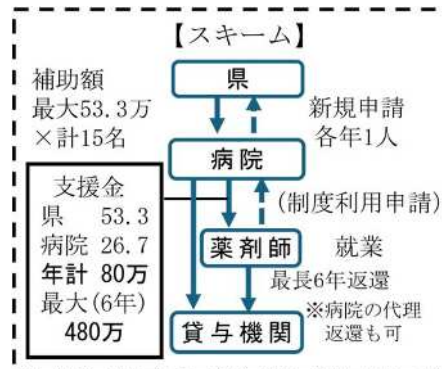 【スキーム】
県
補助額
最大53.3万
×計15名
新規申請
各年1人
病院
支援金
県 53.3
病院 26.7
年計 80万
最大(6年)
480万
(制度利用申請)
薬剤師
就業
最長6年返還
※病院の代理
返還も可
貸与機関